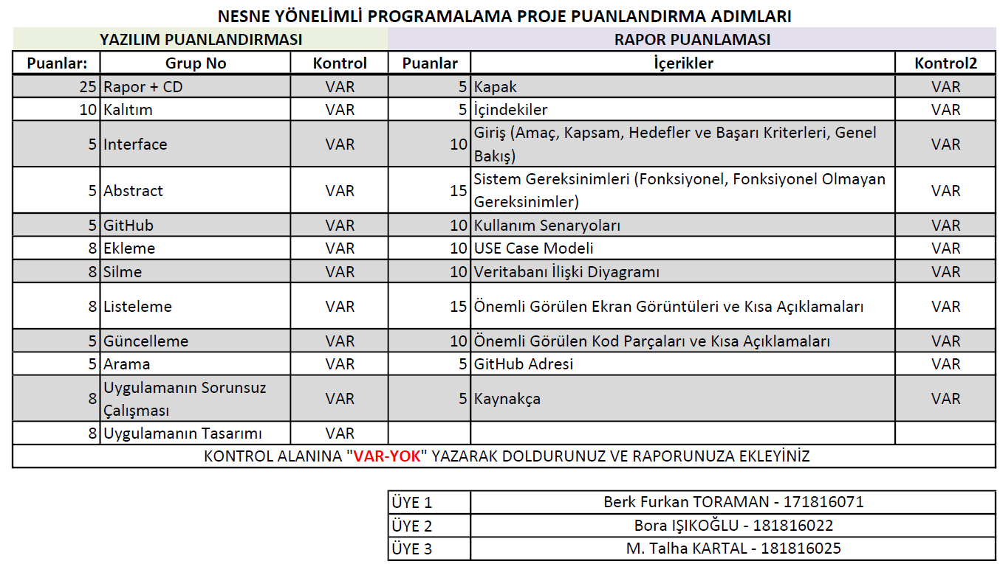 NESNE YÖNELİMLİ PROGRAMALAMA PROJE PUANLANDIRMA ADIMLARI
YAZILIM PUANLANDIRMASI RAPOR PUANLAMASI
Puanlar: Grup No Kontrol Puanlar İçerikler Kontrol2
25 Rapor + CD VAR 5 Kapak VAR
10 Kalıtım VAR 5 İçindekiler VAR
5 Interface VAR 10 Giriş (Amaç, Kapsam, Hedefler ve Başarı Kriterleri, Genel
Bakış) VAR
5 Abstract VAR 15 Sistem Gereksinimleri (Fonksiyonel, Fonksiyonel Olmayan
Gereksinimler) VAR
5 GitHub VAR 10 Kullanım Senaryoları VAR
8 Ekleme VAR 10 USE Case Modeli VAR
8 Silme VAR 10 Veritabanı İlişki Diyagramı VAR
8 Listeleme VAR 15 Önemli Görülen Ekran Görüntüleri ve Kısa Açıklamaları VAR
5 Güncelleme VAR 10 Önemli Görülen Kod Parçaları ve Kısa Açıklamaları VAR
5 Arama VAR 5 GitHub Adresi VAR
8 Uygulamanın Sorunsuz
Çalışması VAR 5 Kaynakça VAR
8 Uygulamanın Tasarımı VAR
KONTROL ALANINA "VAR-YOK" YAZARAK DOLDURUNUZ VE RAPORUNUZA EKLEYİNİZ
ÜYE 1 Berk Furkan TORAMAN - 171816071
ÜYE 2 Bora IŞIKOĞLU - 181816022
ÜYE 3 M. Talha KARTAL - 181816025